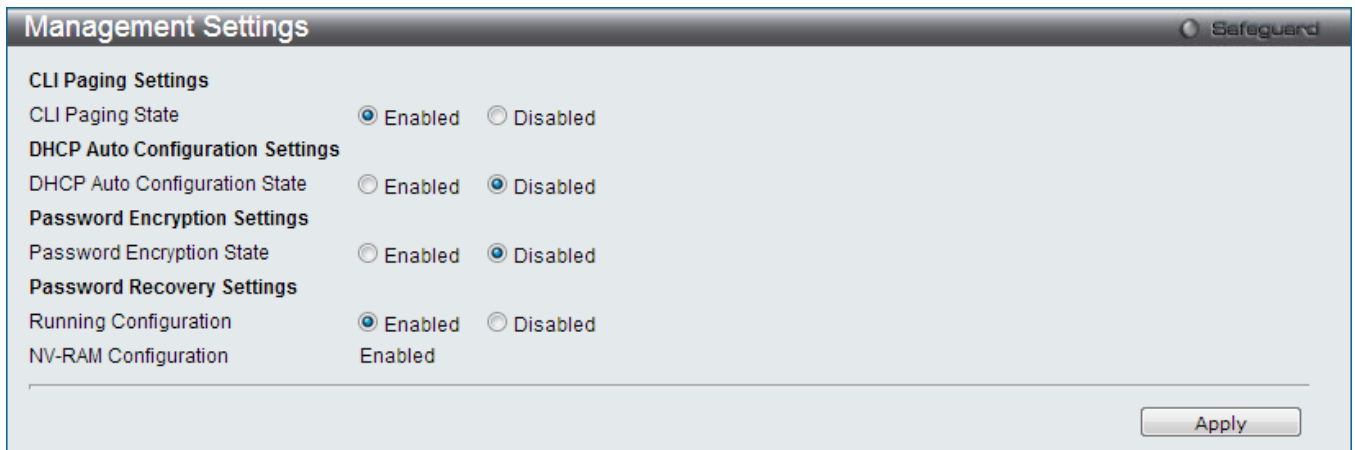 Management Settings
Safeguard
CLI Paging Settings
CLI Paging State Enabled Disabled
DHCP Auto Configuration Settings
DHCP Auto Configuration State Enabled Disabled
Password Encryption Settings
Password Encryption State Enabled Disabled
Password Recovery Settings
Running Configuration Enabled Disabled
NV-RAM Configuration Enabled
Apply